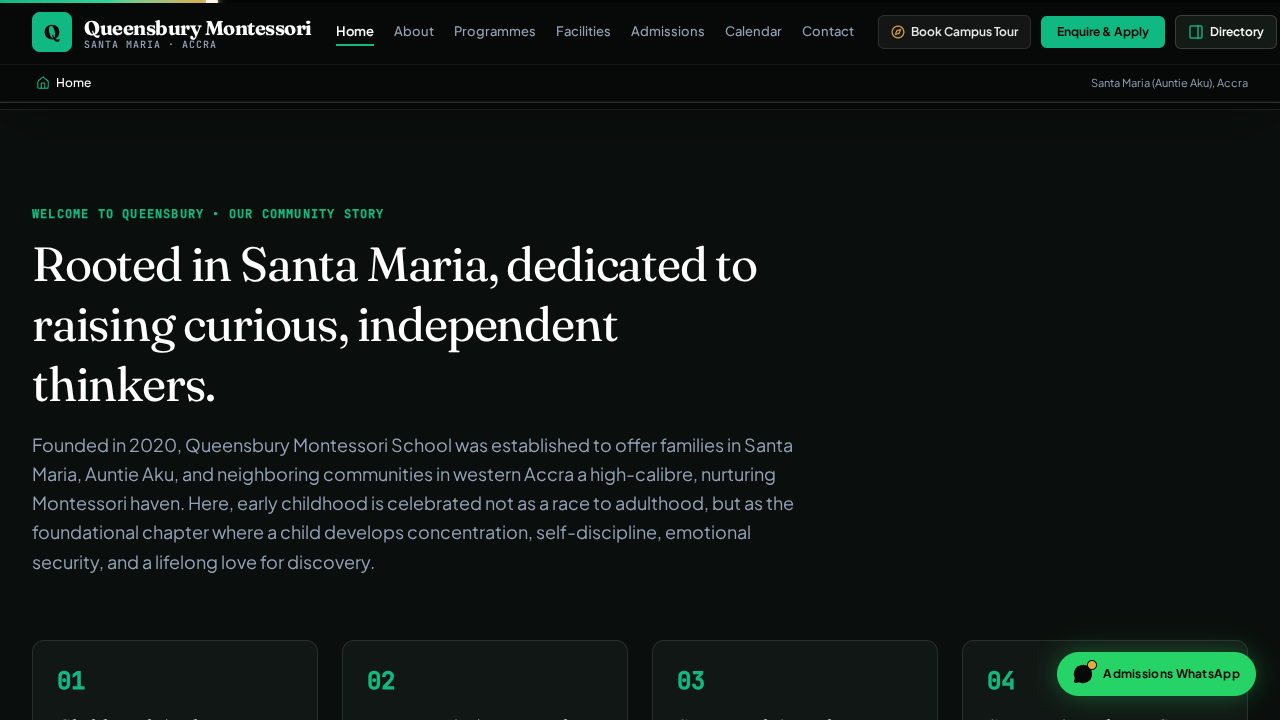 Q
Queensbury Montessori
SANTA MARIA · ACCRA
Home
About
Programmes
Facilities
Admissions
Calendar
Contact
Book Campus Tour
Enquire & Apply
Directory
Home
Santa Maria (Auntie Aku), Accra
WELCOME TO QUEENSBURY • OUR COMMUNITY STORY
Rooted in Santa Maria, dedicated to
raising curious, independent
thinkers.
Founded in 2020, Queensbury Montessori School was established to offer families in Santa
Maria, Auntie Aku, and neighboring communities in western Accra a high-calibre, nurturing
Montessori haven. Here, early childhood is celebrated not as a race to adulthood, but as the
foundational chapter where a child develops concentration, self-discipline, emotional
security, and a lifelong love for discovery.
01
02
03
04
Admissions WhatsApp